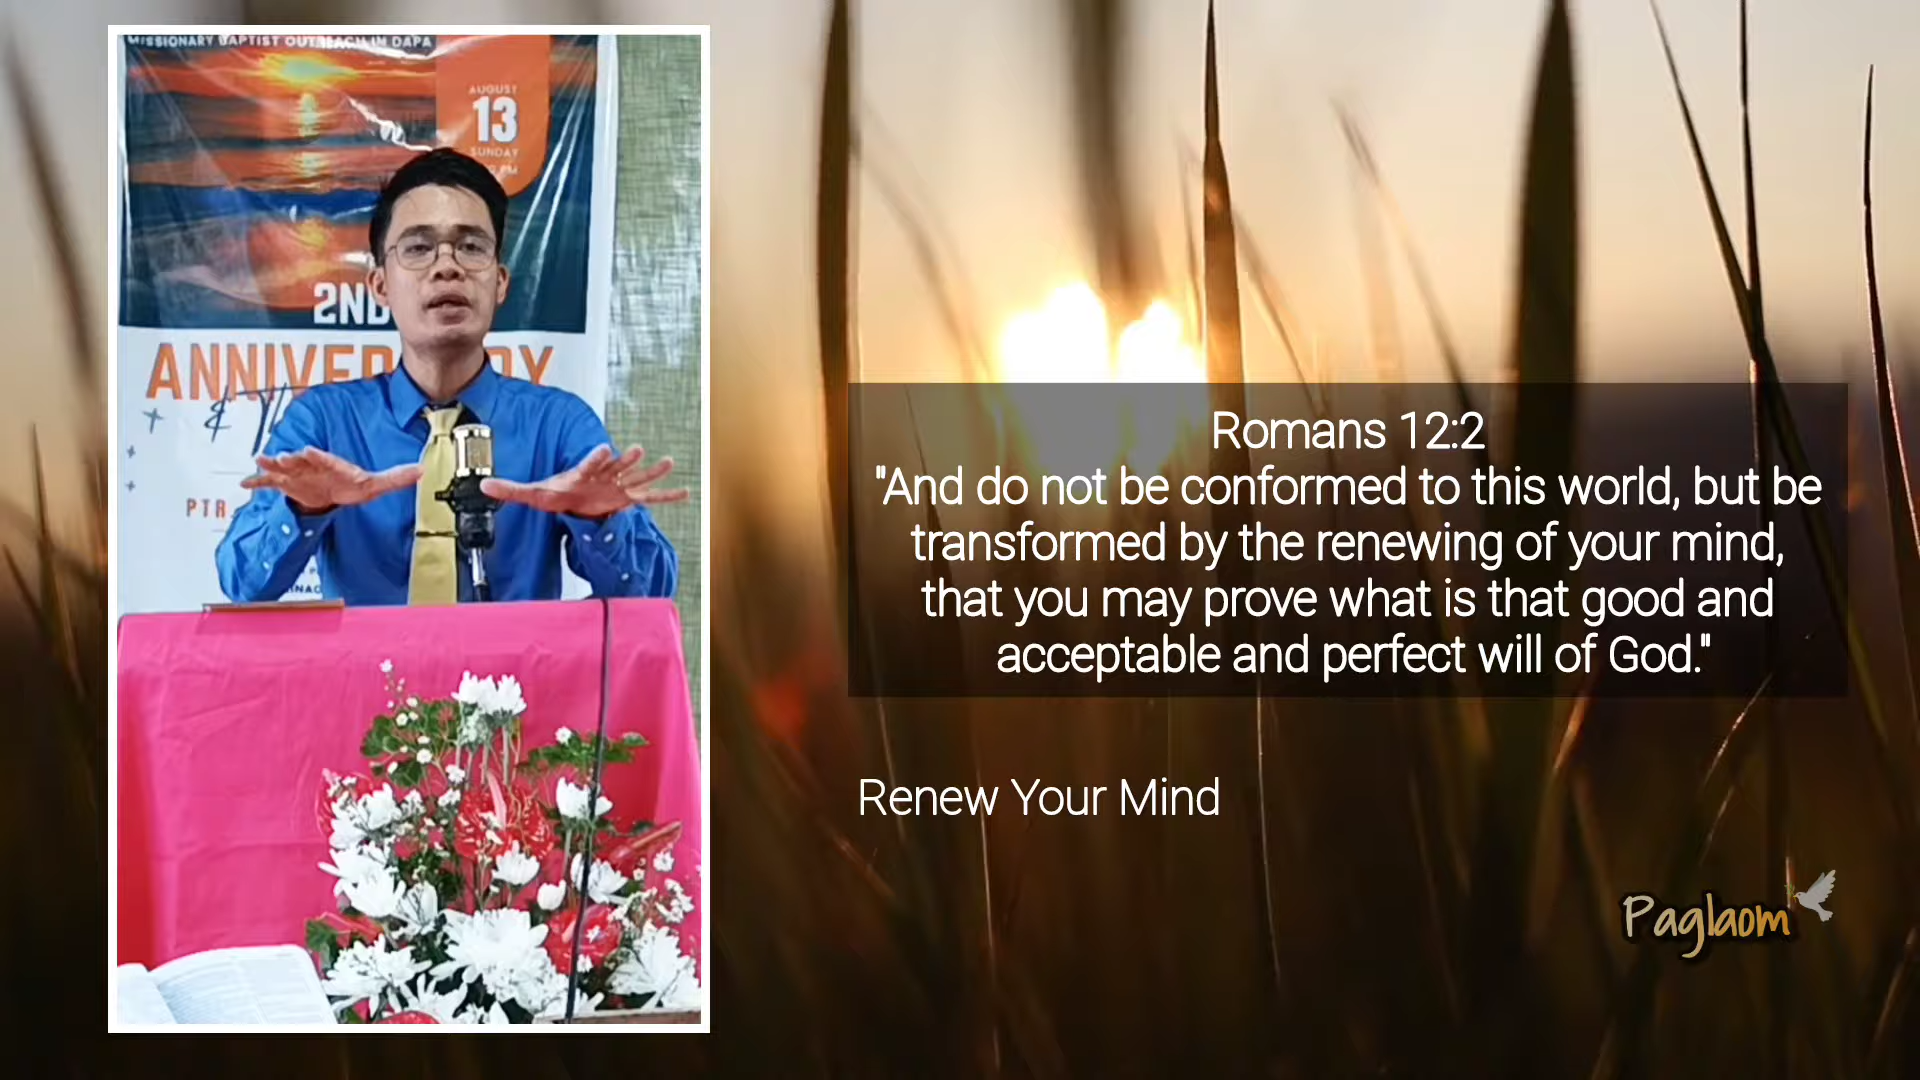 MISSIONARY BAPTIST OUTREACH IN DAPA
AUGUST
13
SUNDAY
PM
2ND
PTR.
Romans 12:2
"And do not be conformed to this world, but be
transformed by the renewing of your mind,
that you may prove what is that good and
acceptable and perfect will of God."
Renew Your Mind
Paglaom